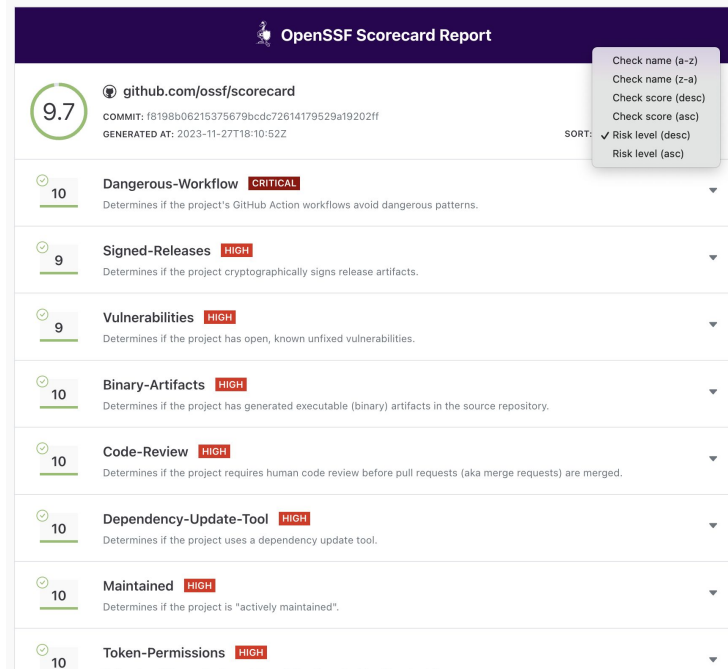 OpenSSF Scorecard Report
9.7
github.com/ossf/scorecard
COMMIT: f8198b06215375679bcdc72614179529a19202ff
GENERATED AT: 2023-11-27T18:10:52Z
SORT:
Check name (a-z)
Check name (z-a)
Check score (desc)
Check score (asc)
✓ Risk level (desc)
Risk level (asc)
10
Dangerous-Workflow CRITICAL
Determines if the project's GitHub Action workflows avoid dangerous patterns.
9
Signed-Releases HIGH
Determines if the project cryptographically signs release artifacts.
9
Vulnerabilities HIGH
Determines if the project has open, known unfixed vulnerabilities.
10
Binary-Artifacts HIGH
Determines if the project has generated executable (binary) artifacts in the source repository.
10
Code-Review HIGH
Determines if the project requires human code review before pull requests (aka merge requests) are merged.
10
Dependency-Update-Tool HIGH
Determines if the project uses a dependency update tool.
10
Maintained HIGH
Determines if the project is "actively maintained".
10
Token-Permissions HIGH